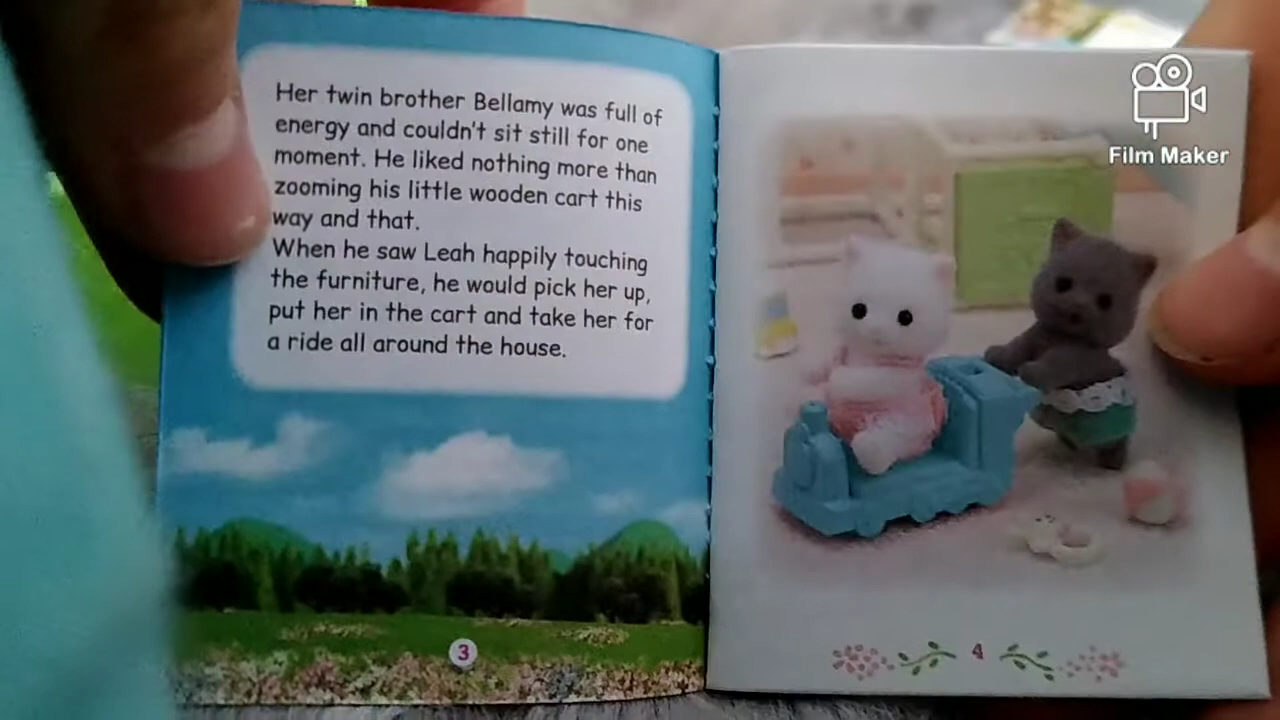 Her twin brother Bellamy was full of
energy and couldn't sit still for one
moment. He liked nothing more than
zooming his little wooden cart this
way and that.
When he saw Leah happily touching
the furniture, he would pick her up,
put her in the cart and take her for
a ride all around the house.
3
4
Film Maker